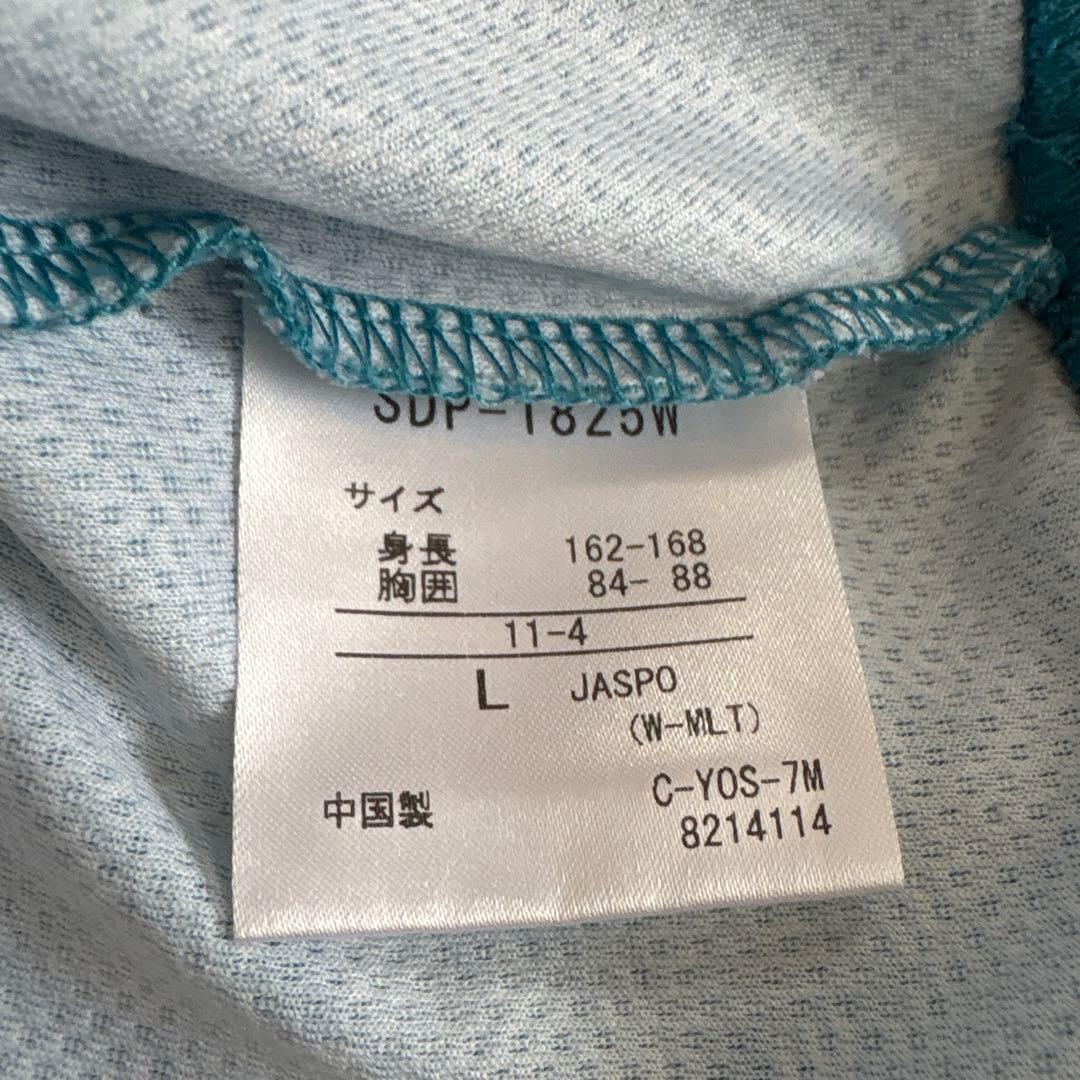 SDP-1825W
サイズ
身長 162-168
胸囲 84- 88
11-4
L JASPO
(W-MLT)
C-YOS-7M
中国製
8214114